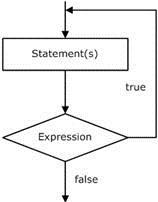 Statement(s)
true
Expression
false